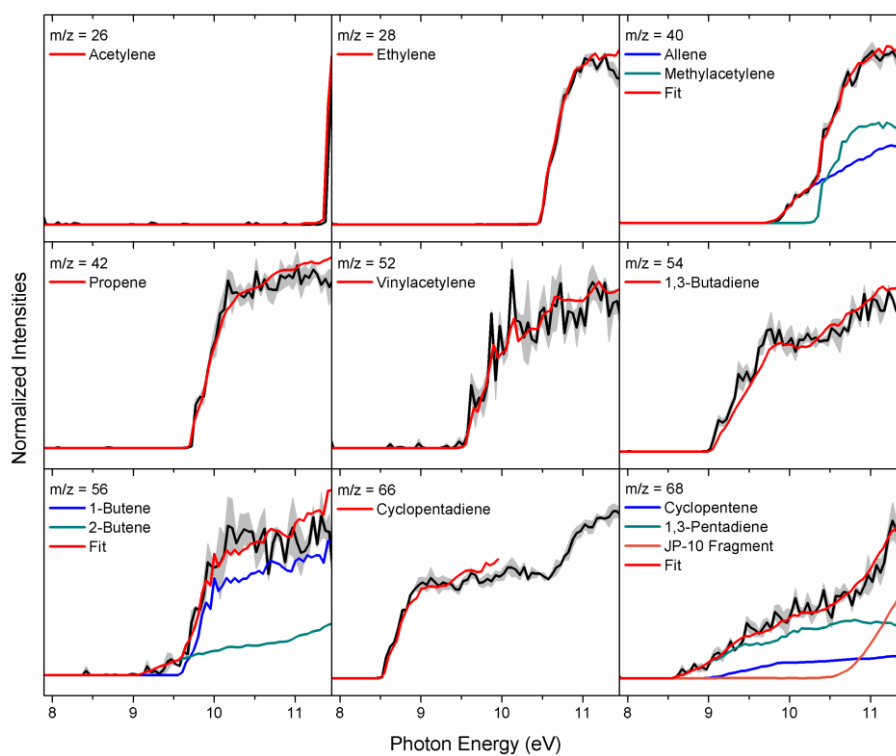 m/z = 26
Acetylene
m/z = 28
Ethylene
m/z = 40
Allene
Methylacetylene
Fit
m/z = 42
Propene
m/z = 52
Vinylacetylene
m/z = 54
1,3-Butadiene
m/z = 56
1-Butene
2-Butene
Fit
m/z = 66
Cyclopentadiene
m/z = 68
Cyclopentene
1,3-Pentadiene
JP-10 Fragment
Fit
Normalized Intensities
8 9 10 11 8 9 10 11 8 9 10 11
Photon Energy (eV)